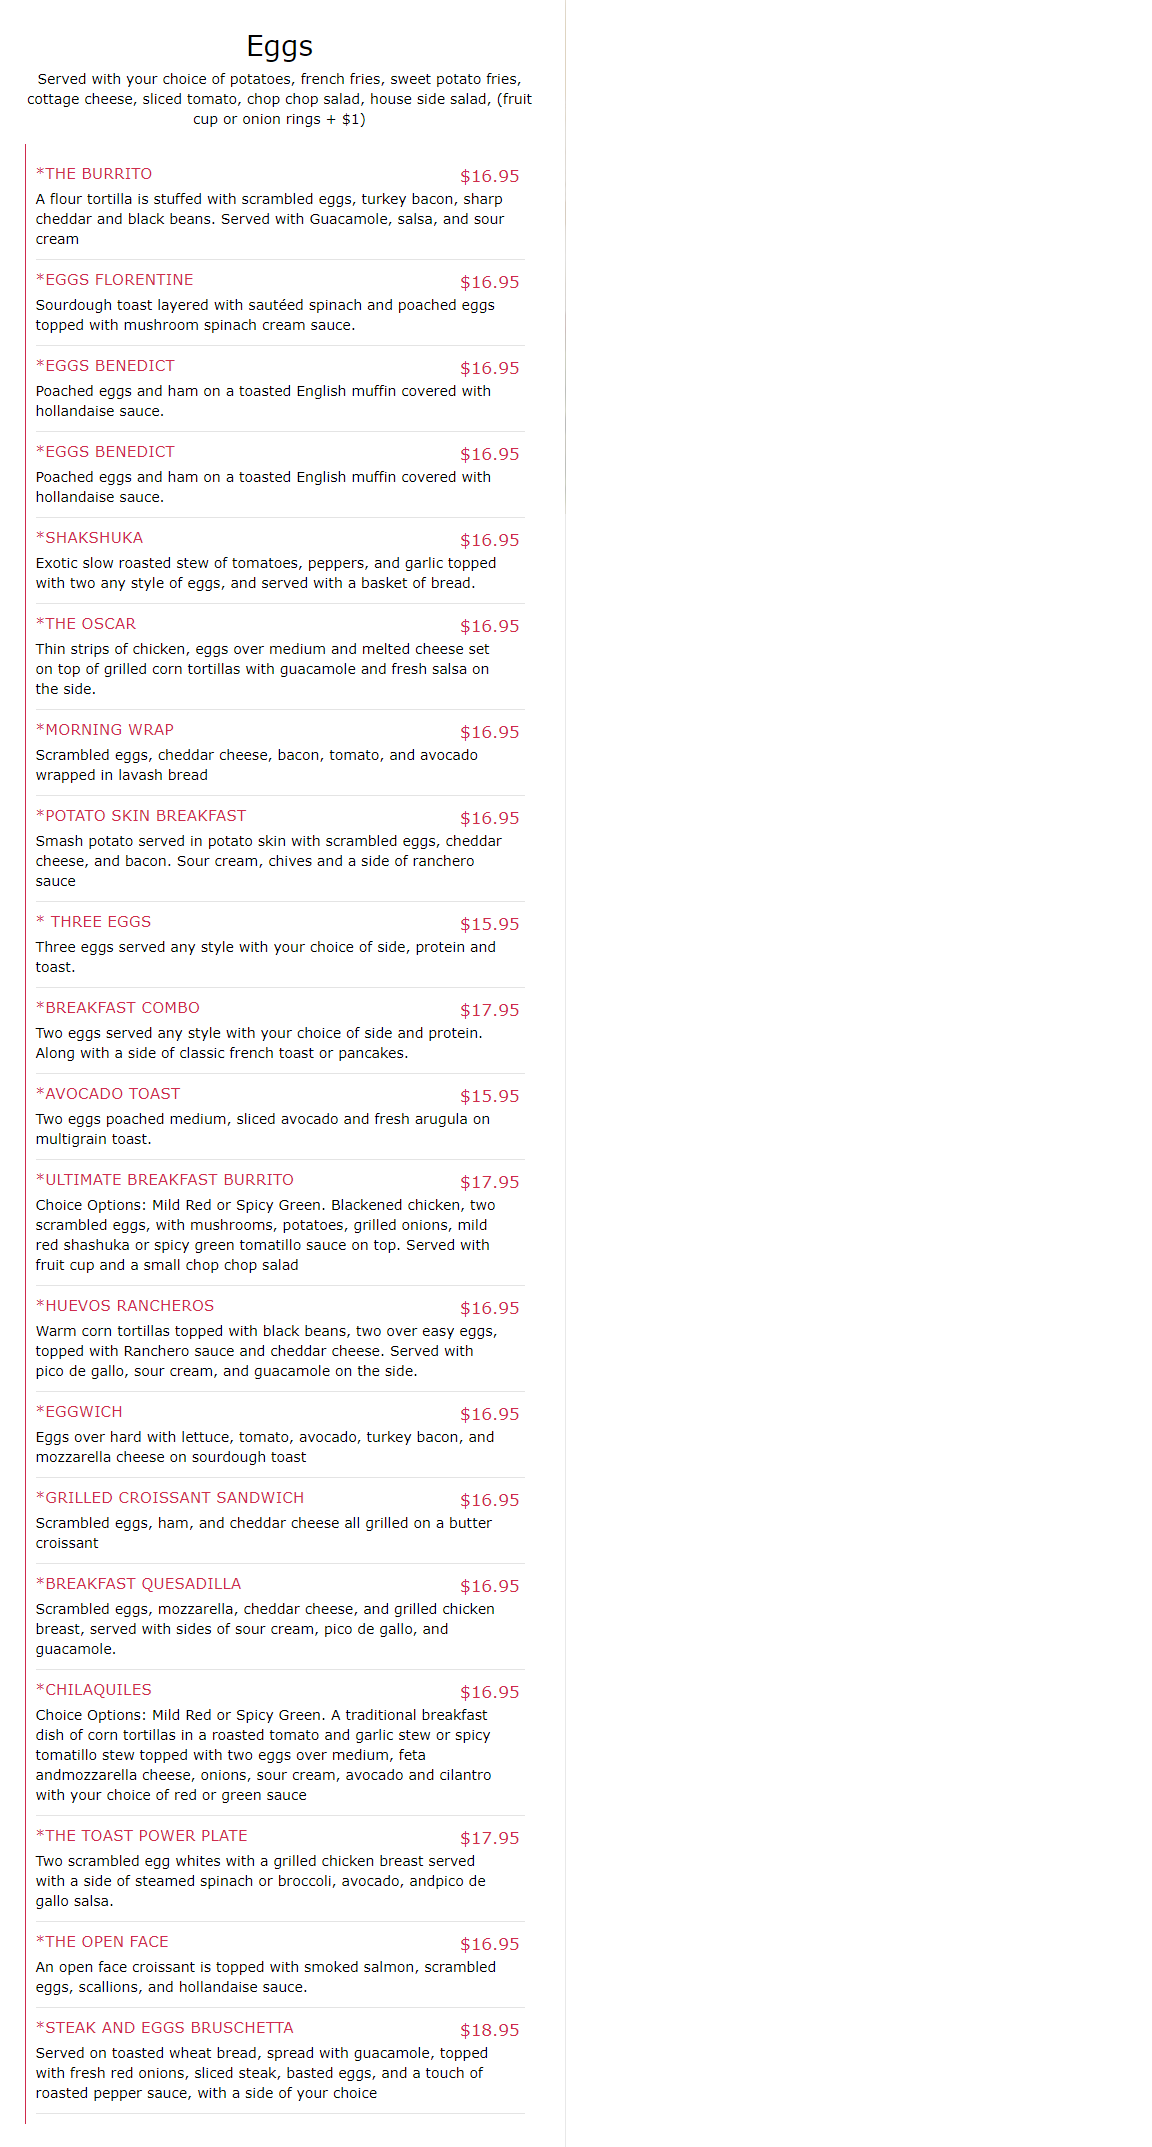 Eggs
Served with your choice of potatoes, french fries, sweet potato fries,
cottage cheese, sliced tomato, chop chop salad, house side salad, (fruit
cup or onion rings + $1)
*THE BURRITO $16.95
A flour tortilla is stuffed with scrambled eggs, turkey bacon, sharp
cheddar and black beans. Served with Guacamole, salsa, and sour
cream
*EGGS FLORENTINE $16.95
Sourdough toast layered with sautéed spinach and poached eggs
topped with mushroom spinach cream sauce.
*EGGS BENEDICT $16.95
Poached eggs and ham on a toasted English muffin covered with
hollandaise sauce.
*EGGS BENEDICT $16.95
Poached eggs and ham on a toasted English muffin covered with
hollandaise sauce.
*SHAKSHUKA $16.95
Exotic slow roasted stew of tomatoes, peppers, and garlic topped
with two any style of eggs, and served with a basket of bread.
*THE OSCAR $16.95
Thin strips of chicken, eggs over medium and melted cheese set
on top of grilled corn tortillas with guacamole and fresh salsa on
the side.
*MORNING WRAP $16.95
Scrambled eggs, cheddar cheese, bacon, tomato, and avocado
wrapped in lavash bread
*POTATO SKIN BREAKFAST $16.95
Smash potato served in potato skin with scrambled eggs, cheddar
cheese, and bacon. Sour cream, chives and a side of ranchero
sauce
* THREE EGGS $15.95
Three eggs served any style with your choice of side, protein and
toast.
*BREAKFAST COMBO $17.95
Two eggs served any style with your choice of side and protein.
Along with a side of classic french toast or pancakes.
*AVOCADO TOAST $15.95
Two eggs poached medium, sliced avocado and fresh arugula on
multigrain toast.
*ULTIMATE BREAKFAST BURRITO $17.95
Choice Options: Mild Red or Spicy Green. Blackened chicken, two
scrambled eggs, with mushrooms, potatoes, grilled onions, mild
red shashuka or spicy green tomatillo sauce on top. Served with
fruit cup and a small chop chop salad
*HUEVOS RANCHEROS $16.95
Warm corn tortillas topped with black beans, two over easy eggs,
topped with Ranchero sauce and cheddar cheese. Served with
pico de gallo, sour cream, and guacamole on the side.
*EGGWICH $16.95
Eggs over hard with lettuce, tomato, avocado, turkey bacon, and
mozzarella cheese on sourdough toast
*GRILLED CROISSANT SANDWICH $16.95
Scrambled eggs, ham, and cheddar cheese all grilled on a butter
croissant
*BREAKFAST QUESADILLA $16.95
Scrambled eggs, mozzarella, cheddar cheese, and grilled chicken
breast, served with sides of sour cream, pico de gallo, and
guacamole.
*CHILAQUILES $16.95
Choice Options: Mild Red or Spicy Green. A traditional breakfast
dish of corn tortillas in a roasted tomato and garlic stew or spicy
tomatillo stew topped with two eggs over medium, feta
andmozzarella cheese, onions, sour cream, avocado and cilantro
with your choice of red or green sauce
*THE TOAST POWER PLATE $17.95
Two scrambled egg whites with a grilled chicken breast served
with a side of steamed spinach or broccoli, avocado, andpico de
gallo salsa.
*THE OPEN FACE $16.95
An open face croissant is topped with smoked salmon, scrambled
eggs, scallions, and hollandaise sauce.
*STEAK AND EGGS BRUSCHETTA $18.95
Served on toasted wheat bread, spread with guacamole, topped
with fresh red onions, sliced steak, basted eggs, and a touch of
roasted pepper sauce, with a side of your choice